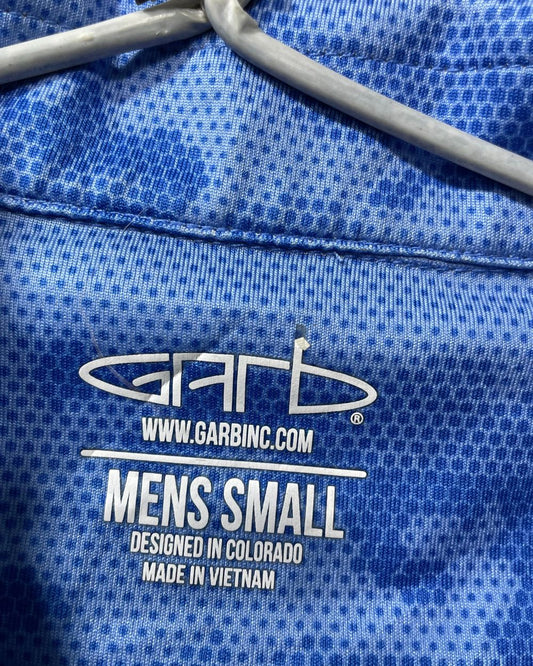 Garb®
WWW.GARBINC.COM
MENS SMALL
DESIGNED IN COLORADO
MADE IN VIETNAM